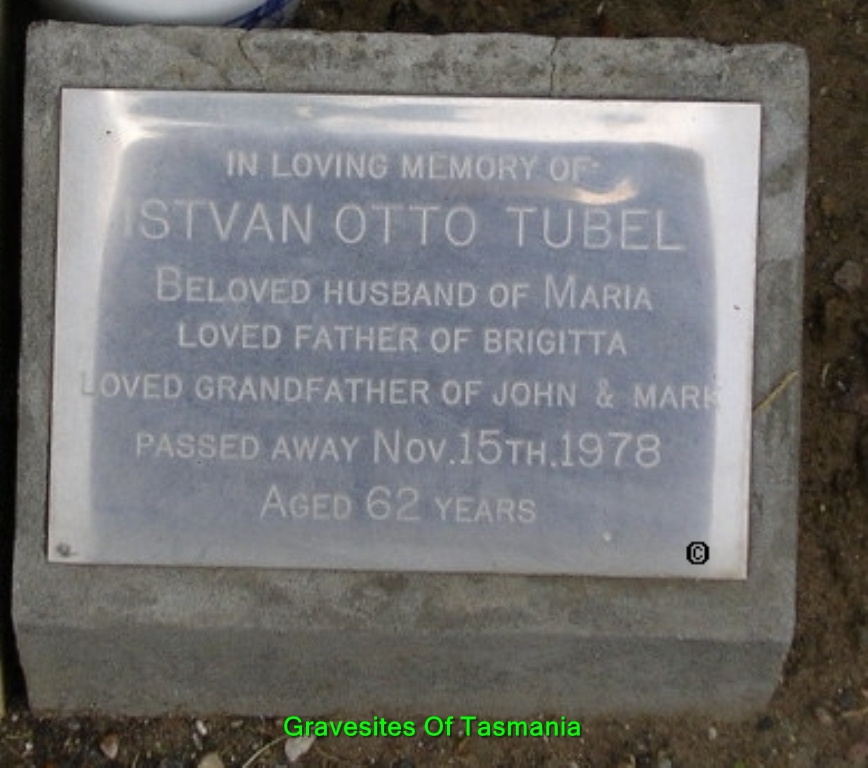 IN LOVING MEMORY OF
ISTVAN OTTO TUBEL
BELOVED HUSBAND OF MARIA
LOVED FATHER OF BRIGITTA
LOVED GRANDFATHER OF JOHN & MARK
PASSED AWAY NOV.15TH.1978
AGED 62 YEARS
©
Gravesites Of Tasmania